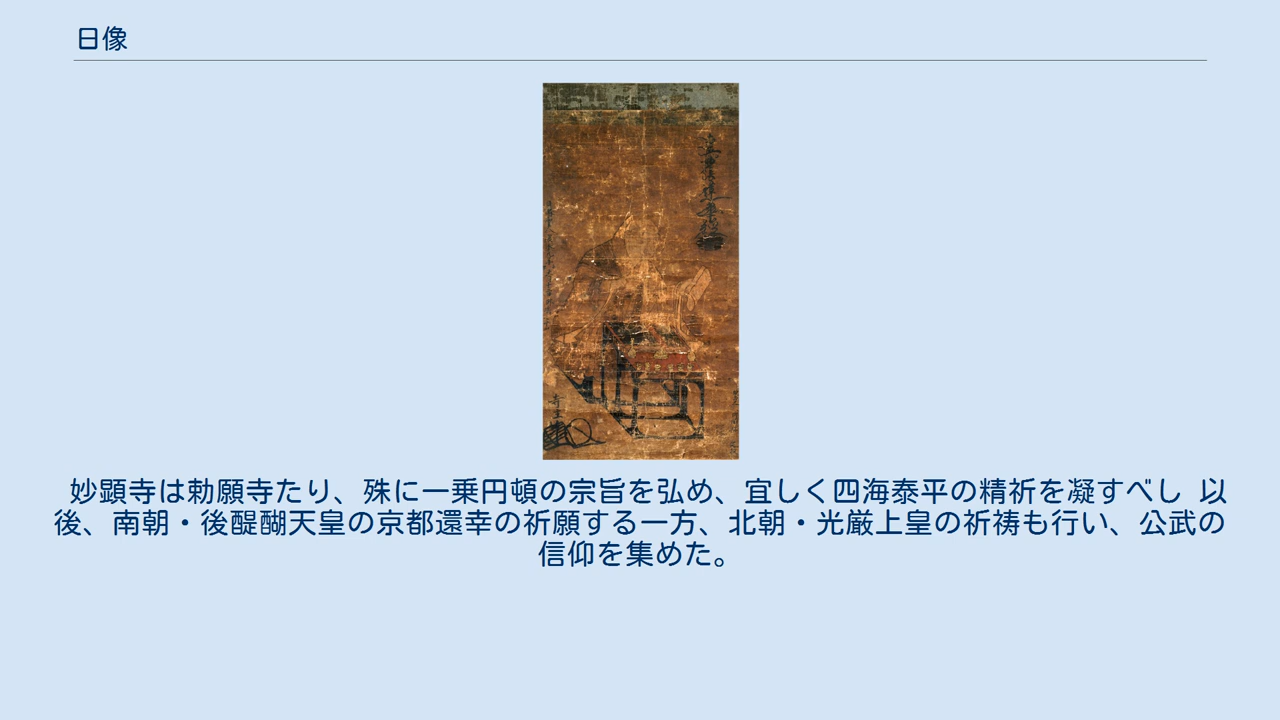 日像
妙顕寺は勅願寺たり、殊に一乗円頓の宗旨を弘め、宜しく四海泰平の精祈を凝すべし 以
後、南朝・後醍醐天皇の京都還幸の祈願する一方、北朝・光厳上皇の祈祷も行い、公武の
信仰を集めた。